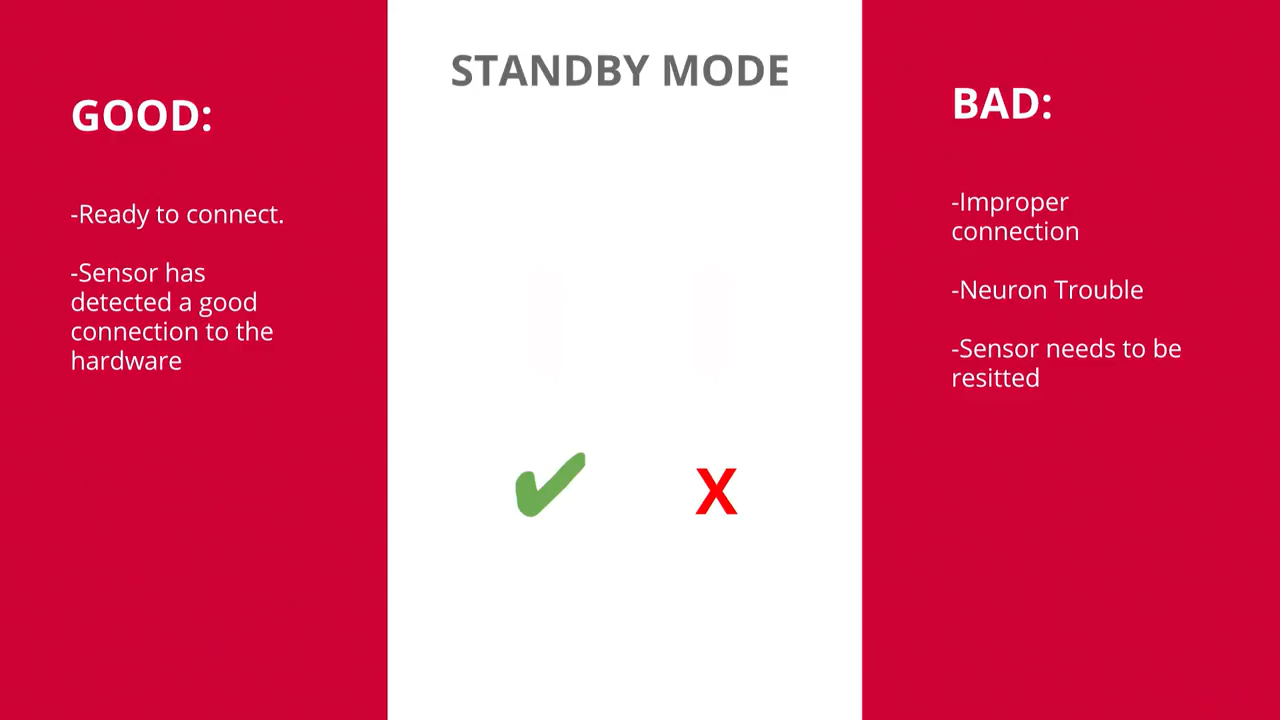 STANDBY MODE
GOOD:
-Ready to connect.
-Sensor has
detected a good
connection to the
hardware
BAD:
-Improper
connection
-Neuron Trouble
-Sensor needs to be
resitted
X